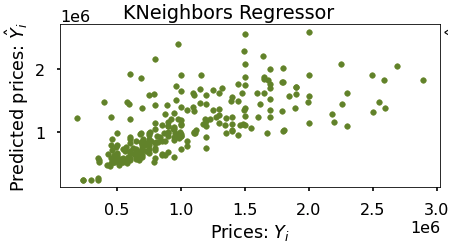 KNeighbors Regressor
1e6
Predicted prices: Ŷᵢ
2
1
0.5 1.0 1.5 2.0 2.5 3.0
1e6
Prices: Yᵢ